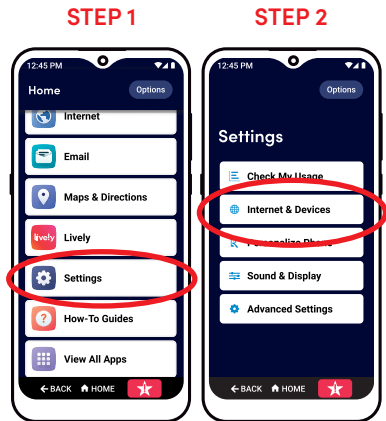 STEP 1
12:45 PM
Home
Options
Internet
Email
Maps & Directions
lively
Lively
Settings
How-To Guides
View All Apps
BACK
HOME
STEP 2
12:45 PM
Options
Settings
Check My Usage
Internet & Devices
Personalize Phone
Sound & Display
Advanced Settings
BACK
HOME